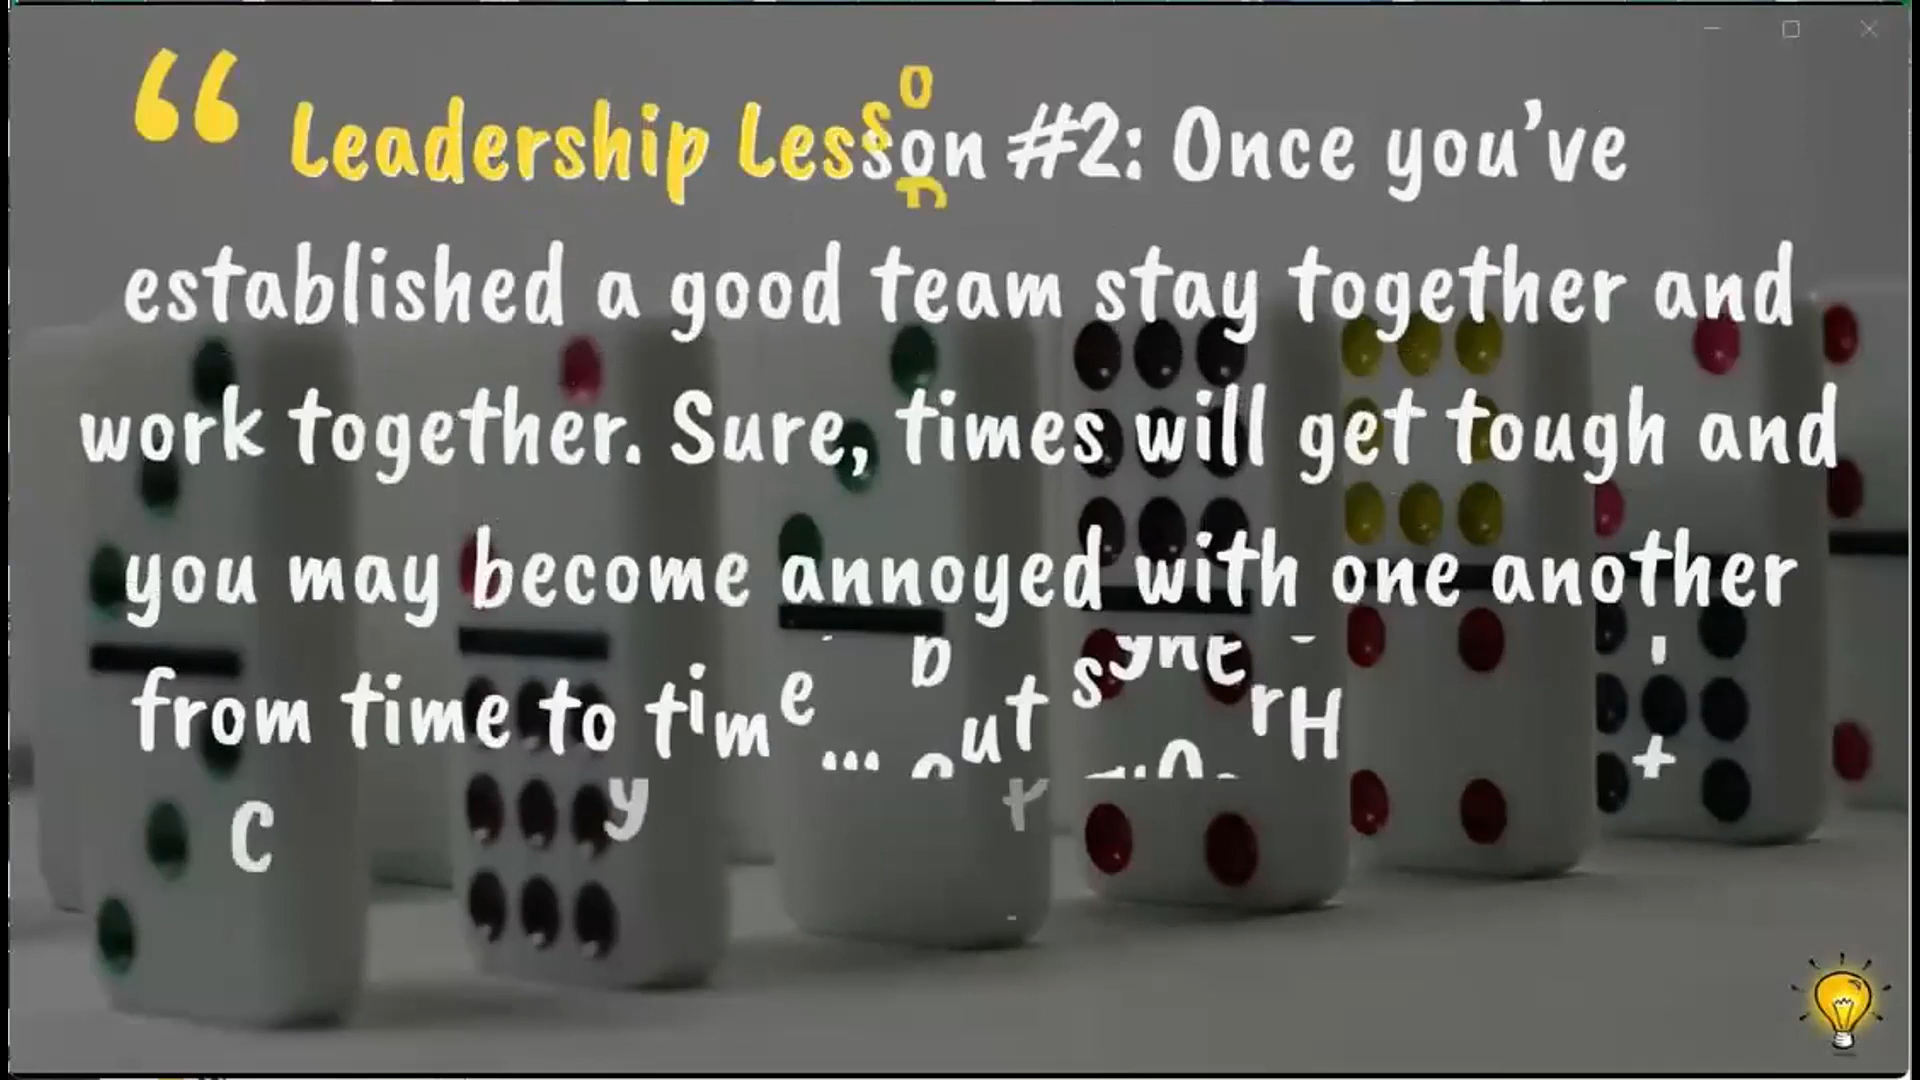 “ Leadership Lesson #2: Once you’ve
established a good team stay together and
work together. Sure, times will get tough and
you may become annoyed with one another
from time to time...